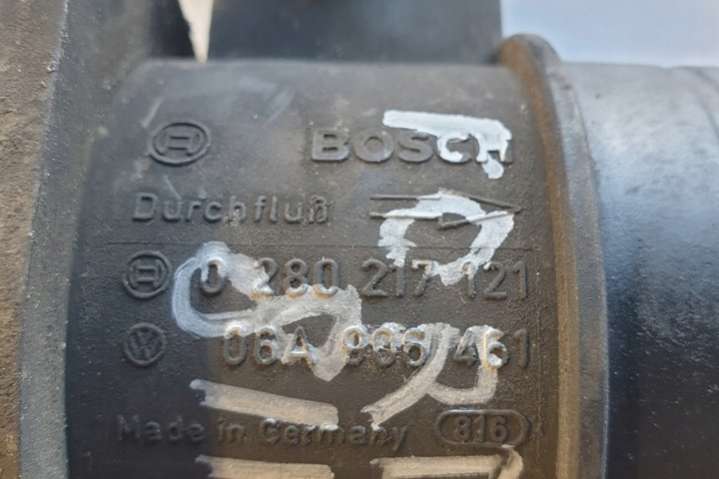 BOSCH
Durchfluß
0 280 217 121
06A 906 461
Made in Germany 816